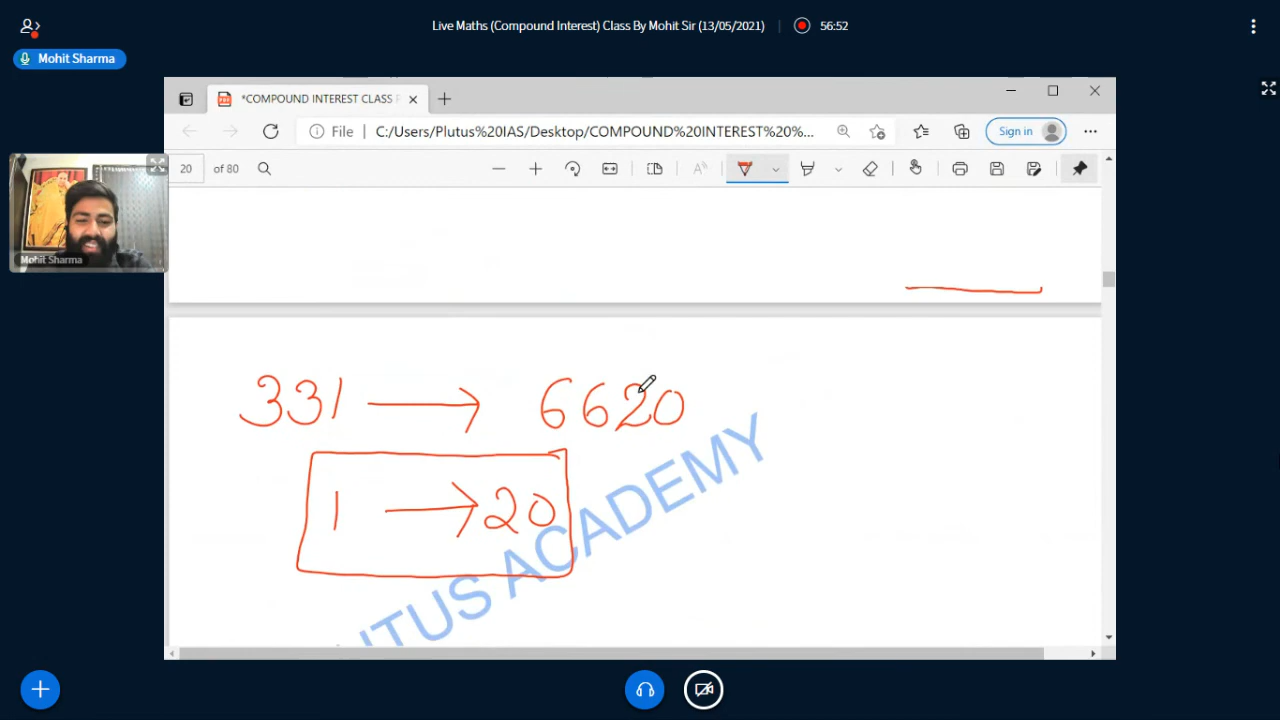 Live Maths (Compound Interest) Class By Mohit Sir (13/05/2021)
56:52
Mohit Sharma
*COMPOUND INTEREST CLASS
File
C:/Users/Plutus%20IAS/Desktop/COMPOUND%20INTEREST%20%...
Sign in
20
of 80
Mohit Sharma
331 → 6620
1 → 20
UTUS ACADEMY